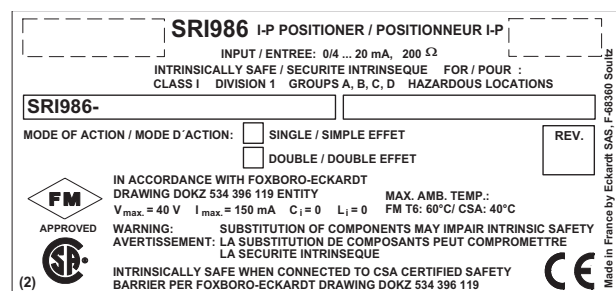 SRI986 I-P POSITIONER / POSITIONNEUR I-P
INPUT / ENTREE: 0/4 ... 20 mA, 200 Ω
INTRINSICALLY SAFE / SECURITE INTRINSEQUE FOR / POUR :
CLASS I DIVISION 1 GROUPS A, B, C, D HAZARDOUS LOCATIONS
SRI986-
MODE OF ACTION / MODE D´ACTION: SINGLE / SIMPLE EFFET
DOUBLE / DOUBLE EFFET
REV.
IN ACCORDANCE WITH FOXBORO-ECKARDT
DRAWING DOKZ 534 396 119 ENTITY
V max. = 40 V I max. = 150 mA C i = 0 L i = 0
MAX. AMB. TEMP.:
FM T6: 60°C/ CSA: 40°C
FM
APPROVED
WARNING: SUBSTITUTION OF COMPONENTS MAY IMPAIR INTRINSIC SAFETY
AVERTISSEMENT: LA SUBSTITUTION DE COMPOSANTS PEUT COMPROMETTRE
LA SECURITE INTRINSEQUE
INTRINSICALLY SAFE WHEN CONNECTED TO CSA CERTIFIED SAFETY
BARRIER PER FOXBORO-ECKARDT DRAWING DOKZ 534 396 119
SA
(2)
CE
Made in France by Eckardt SAS, F-68360 Soultz